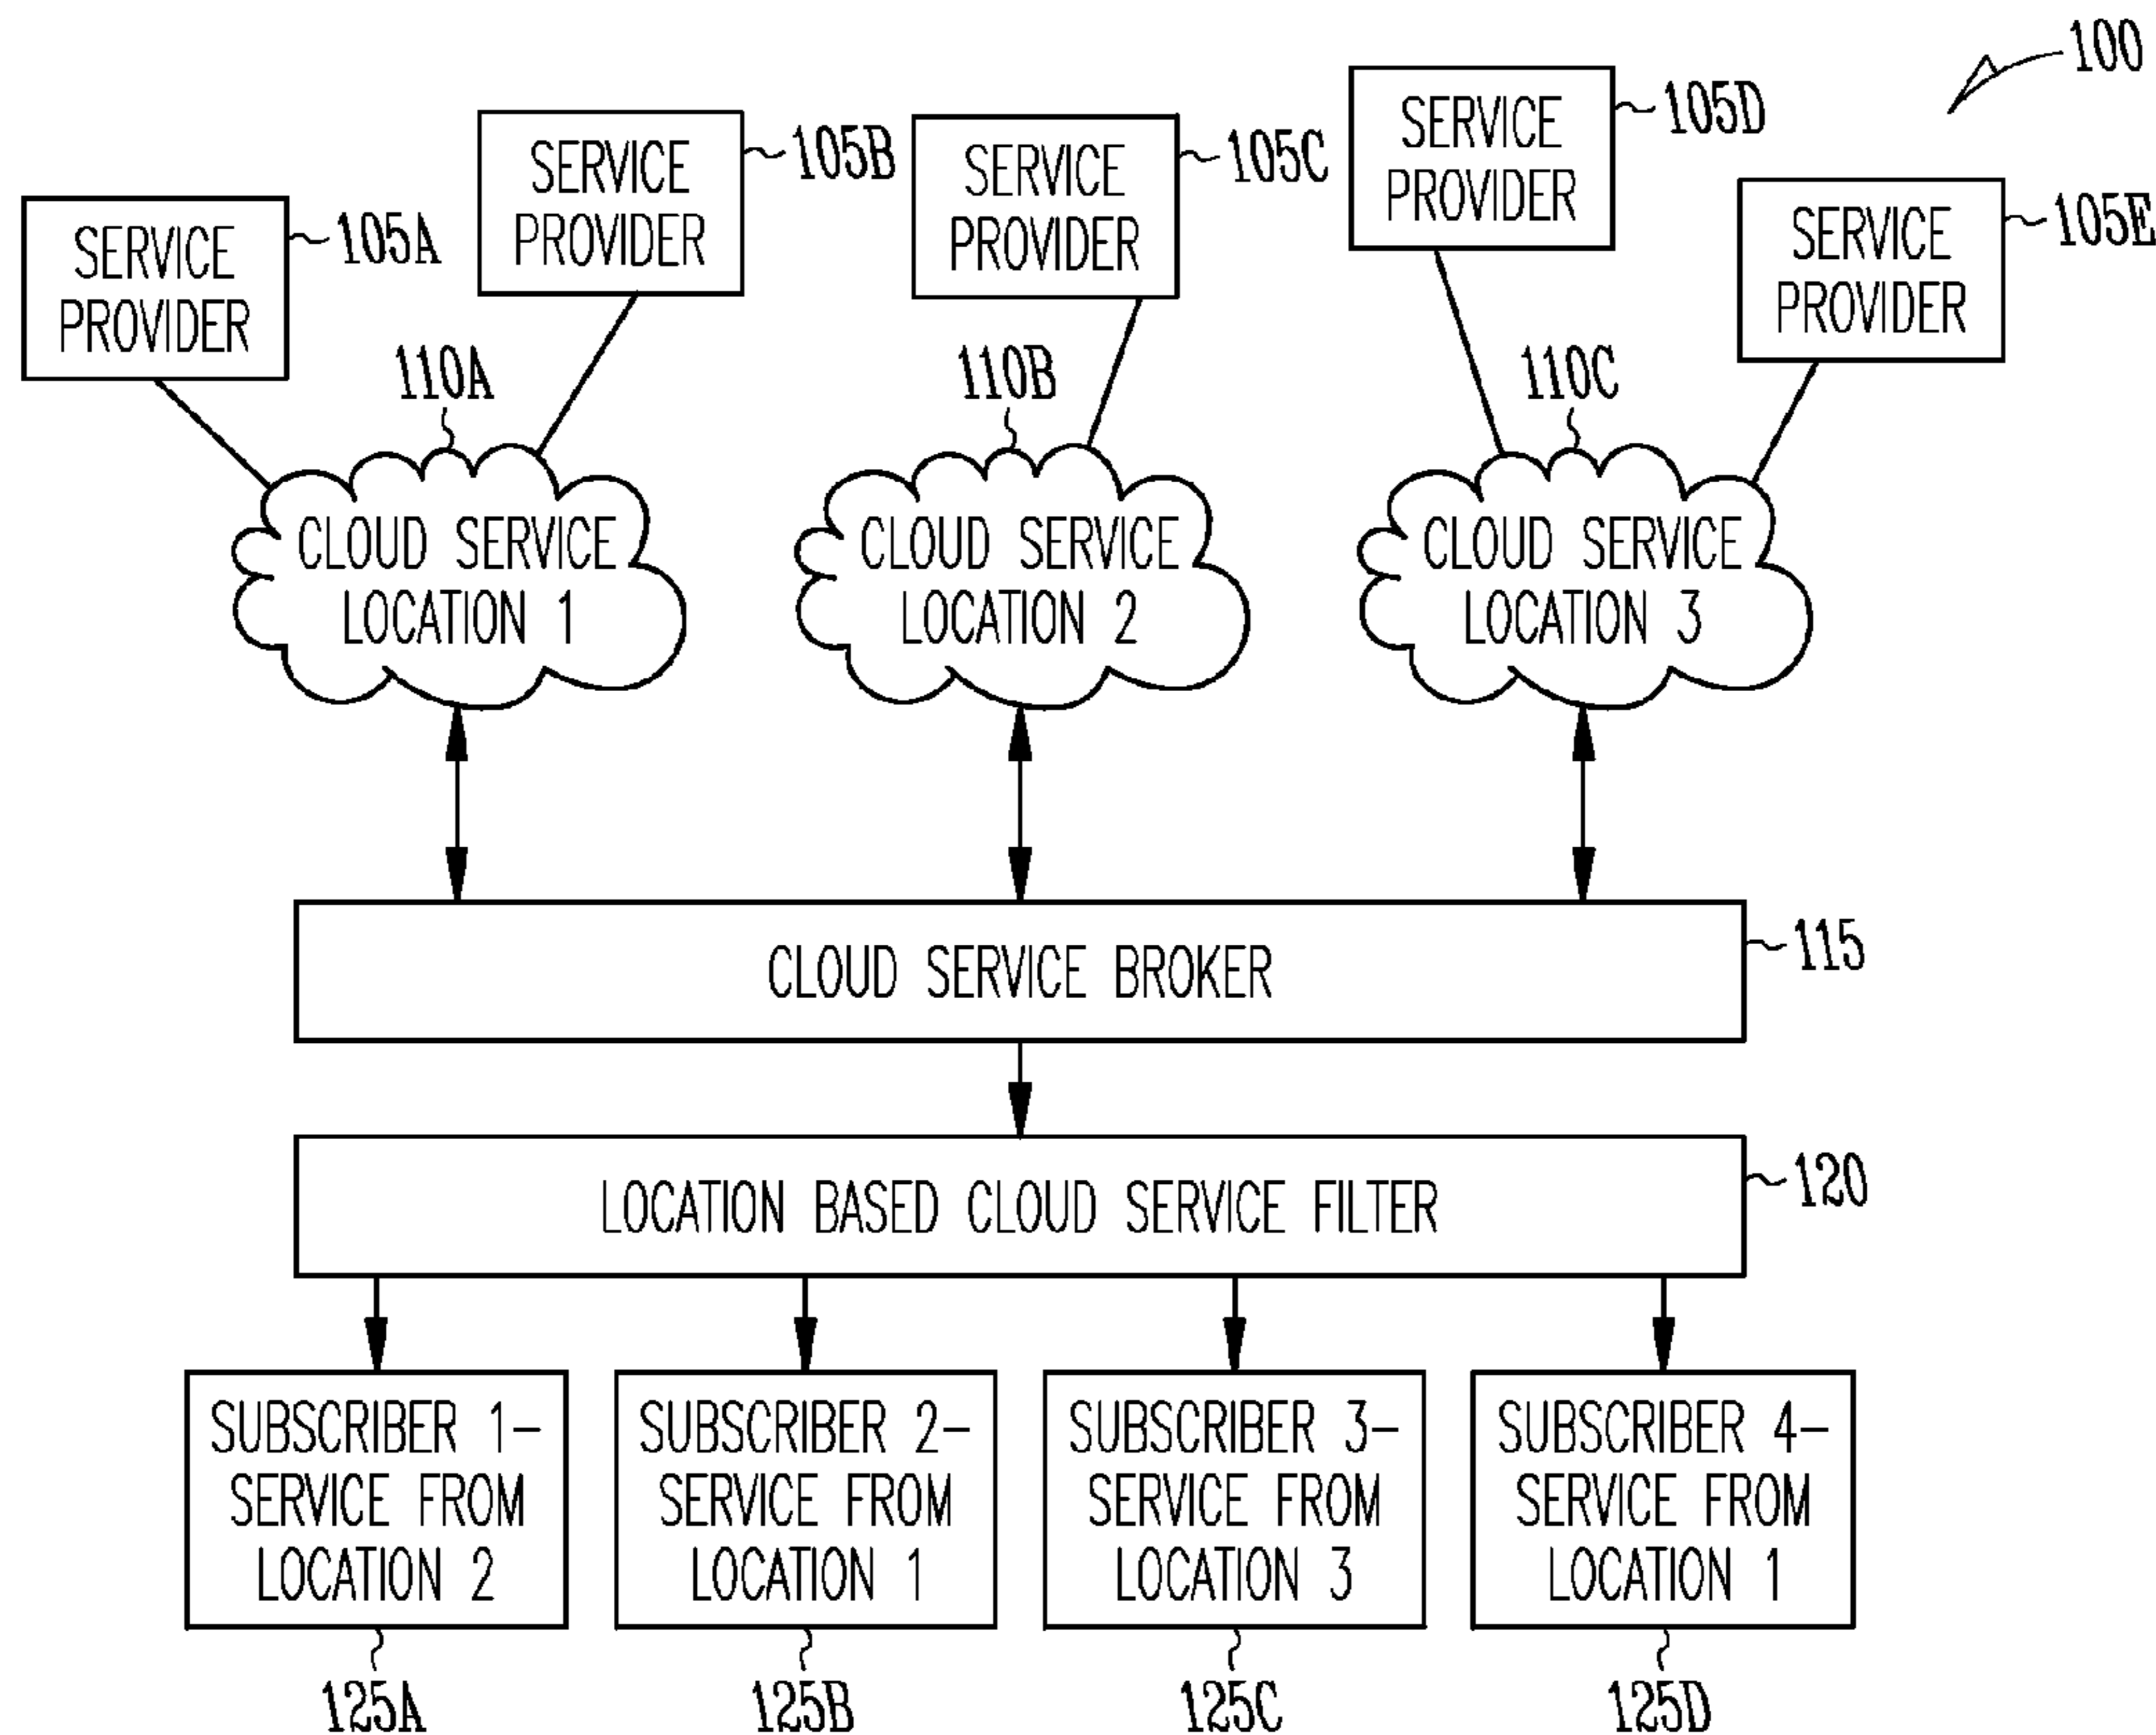 100
SERVICE
PROVIDER
105A
SERVICE
PROVIDER
105B
SERVICE
PROVIDER
105C
SERVICE
PROVIDER
105D
SERVICE
PROVIDER
105E
110A
CLOUD SERVICE
LOCATION 1
110B
CLOUD SERVICE
LOCATION 2
110C
CLOUD SERVICE
LOCATION 3
CLOUD SERVICE BROKER
115
LOCATION BASED CLOUD SERVICE FILTER
120
SUBSCRIBER 1-
SERVICE FROM
LOCATION 2
125A
SUBSCRIBER 2-
SERVICE FROM
LOCATION 1
125B
SUBSCRIBER 3-
SERVICE FROM
LOCATION 3
125C
SUBSCRIBER 4-
SERVICE FROM
LOCATION 1
125D